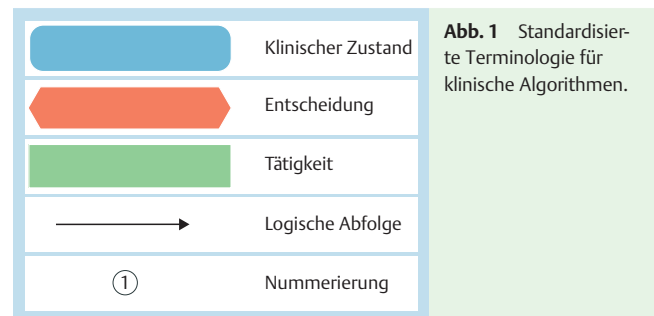 Klinischer Zustand
Entscheidung
Tätigkeit
Logische Abfolge
1 Nummerierung
Abb. 1 Standardisier-
te Terminologie für
klinische Algorithmen.